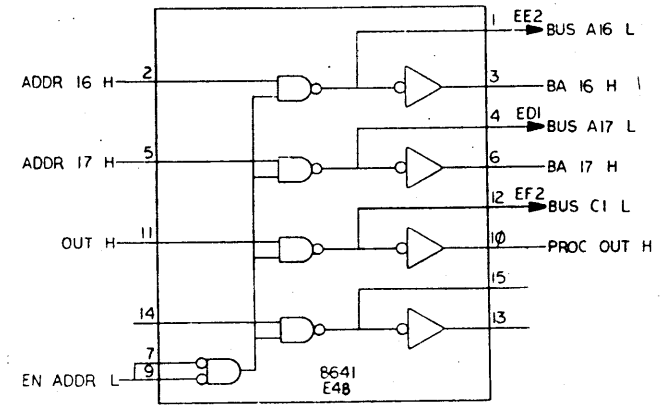 1 EE2
BUS A16 L
ADDR 16 H 2
3 BA 16 H
4 ED1
BUS A17 L
ADDR 17 H 5
6 BA 17 H
12 EF2
BUS C1 L
OUT H 11
10 PROC OUT H
15
14
13
7
EN ADDR L 9
8641
E48